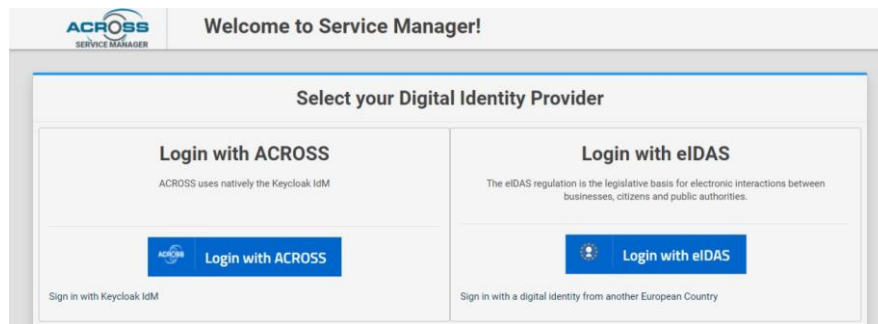 ACROSS
SERVICE MANAGER
Welcome to Service Manager!
Select your Digital Identity Provider
Login with ACROSS
ACROSS uses natively the Keycloak IdM
ACROSS
Login with ACROSS
Sign in with Keycloak IdM
Login with eIDAS
The eIDAS regulation is the legislative basis for electronic interactions between
businesses, citizens and public authorities.
Login with eIDAS
Sign in with a digital identity from another European Country